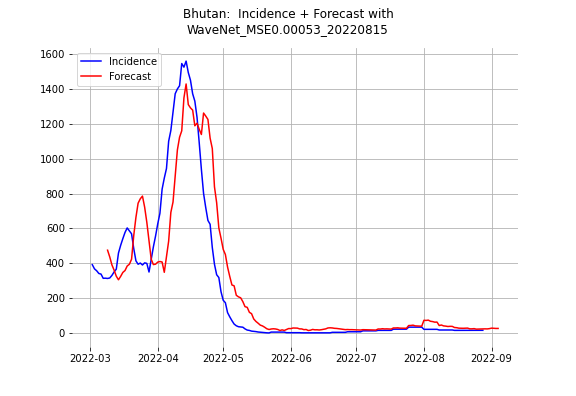 Bhutan:  Incidence + Forecast with
WaveNet_MSE0.00053_20220815
Incidence
Forecast
1600
1400
1200
1000
800
600
400
200
0
2022-03 2022-04 2022-05 2022-06 2022-07 2022-08 2022-09